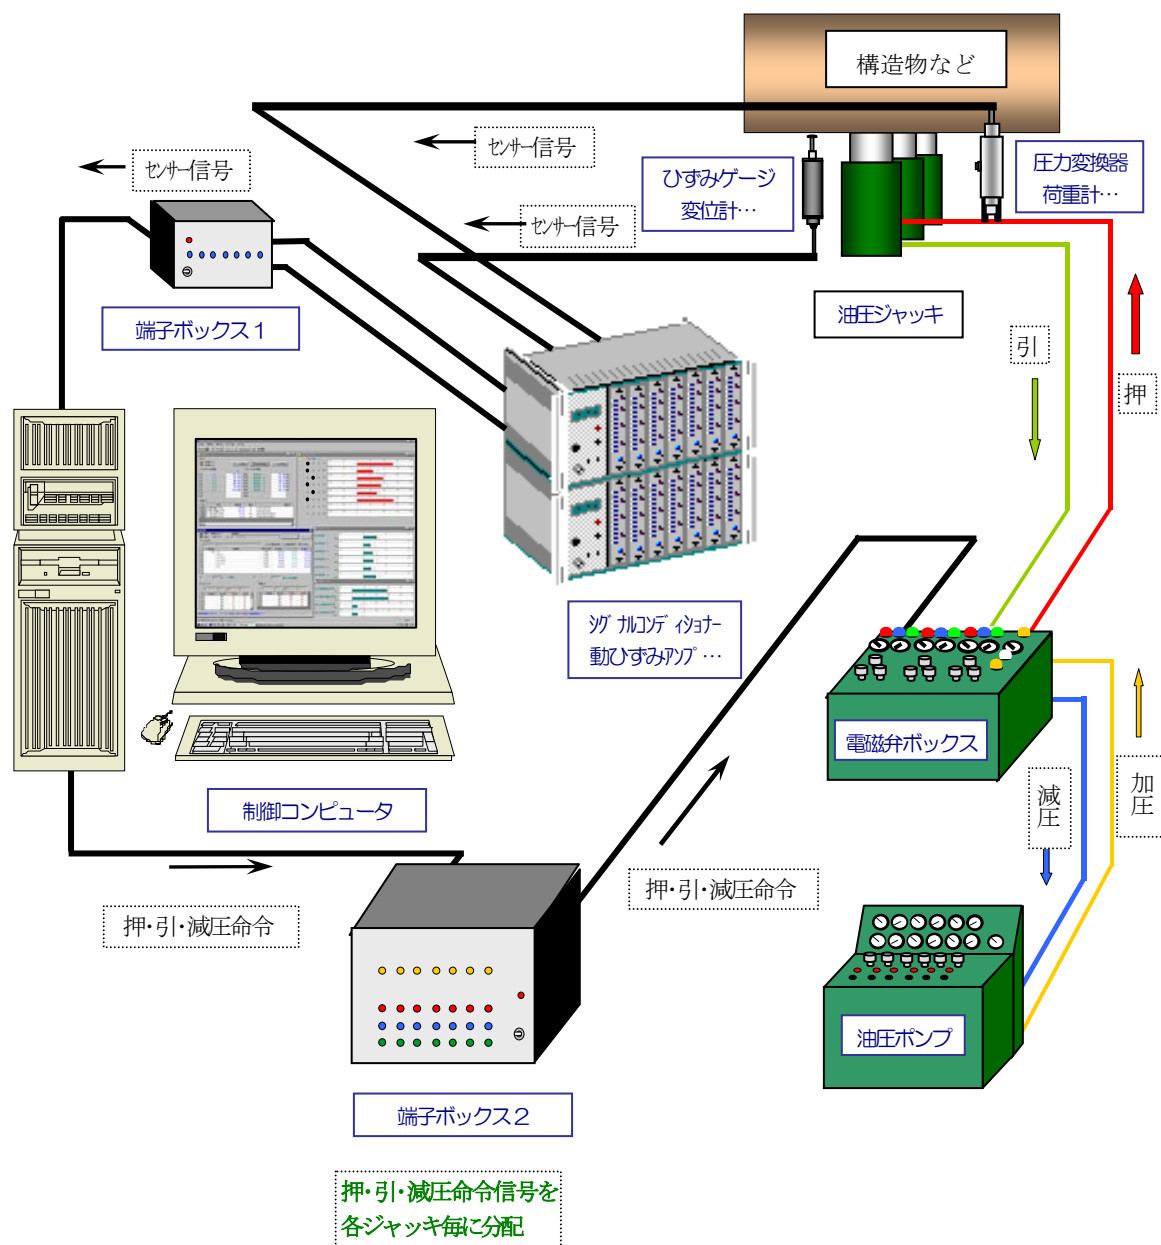 構造物など
センサー信号
センサー信号
ひずみゲージ
変位計…
圧力変換器
荷重計…
センサー信号
端子ボックス１
油圧ジャッキ
引
押
シグナルコンディショナー
動ひずみアンプ…
電磁弁ボックス
制御コンピュータ
減圧
加圧
押・引・減圧命令
押・引・減圧命令
油圧ポンプ
端子ボックス２
押・引・減圧命令信号を
各ジャッキ毎に分配